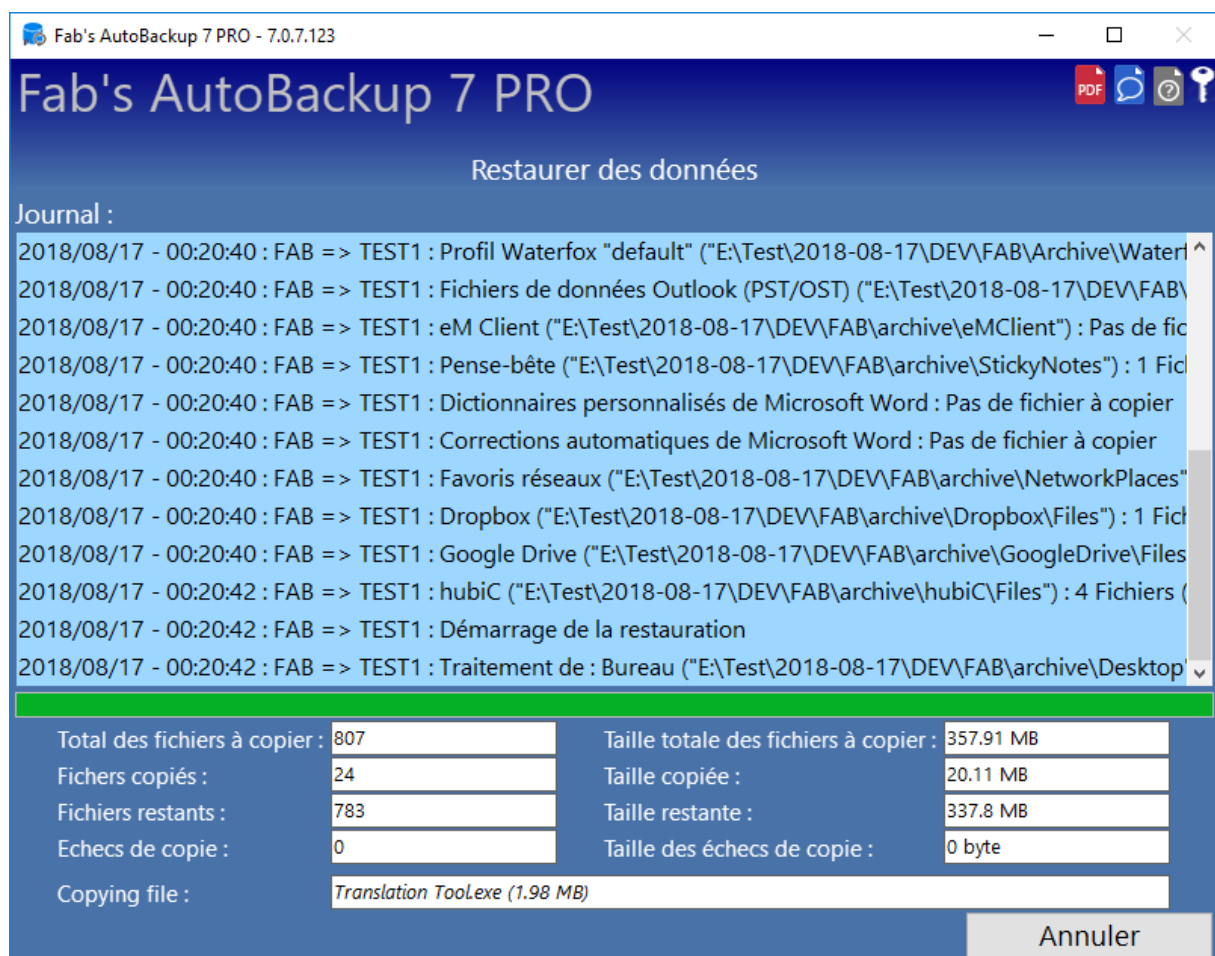 Fab's AutoBackup 7 PRO - 7.0.7.123
Fab's AutoBackup 7 PRO
PDF
Restaurer des données
Journal :
2018/08/17 - 00:20:40 : FAB => TEST1 : Profil Waterfox "default" ("E:\Test\2018-08-17\DEV\FAB\Archive\Waterf
2018/08/17 - 00:20:40 : FAB => TEST1 : Fichiers de données Outlook (PST/OST) ("E:\Test\2018-08-17\DEV\FAB\
2018/08/17 - 00:20:40 : FAB => TEST1 : eM Client ("E:\Test\2018-08-17\DEV\FAB\archive\eMClient") : Pas de fic
2018/08/17 - 00:20:40 : FAB => TEST1 : Pense-bête ("E:\Test\2018-08-17\DEV\FAB\archive\StickyNotes") : 1 Fic
2018/08/17 - 00:20:40 : FAB => TEST1 : Dictionnaires personnalisés de Microsoft Word : Pas de fichier à copier
2018/08/17 - 00:20:40 : FAB => TEST1 : Corrections automatiques de Microsoft Word : Pas de fichier à copier
2018/08/17 - 00:20:40 : FAB => TEST1 : Favoris réseaux ("E:\Test\2018-08-17\DEV\FAB\archive\NetworkPlaces"
2018/08/17 - 00:20:40 : FAB => TEST1 : Dropbox ("E:\Test\2018-08-17\DEV\FAB\archive\Dropbox\Files") : 1 Fich
2018/08/17 - 00:20:40 : FAB => TEST1 : Google Drive ("E:\Test\2018-08-17\DEV\FAB\archive\GoogleDrive\Files
2018/08/17 - 00:20:42 : FAB => TEST1 : hubiC ("E:\Test\2018-08-17\DEV\FAB\archive\hubiC\Files") : 4 Fichiers (
2018/08/17 - 00:20:42 : FAB => TEST1 : Démarrage de la restauration
2018/08/17 - 00:20:42 : FAB => TEST1 : Traitement de : Bureau ("E:\Test\2018-08-17\DEV\FAB\archive\Desktop"
Total des fichiers à copier : 807 Taille totale des fichiers à copier : 357.91 MB
Fichers copiés : 24 Taille copiée : 20.11 MB
Fichiers restants : 783 Taille restante : 337.8 MB
Echecs de copie : 0 Taille des échecs de copie : 0 byte
Copying file : Translation Tool.exe (1.98 MB)
Annuler